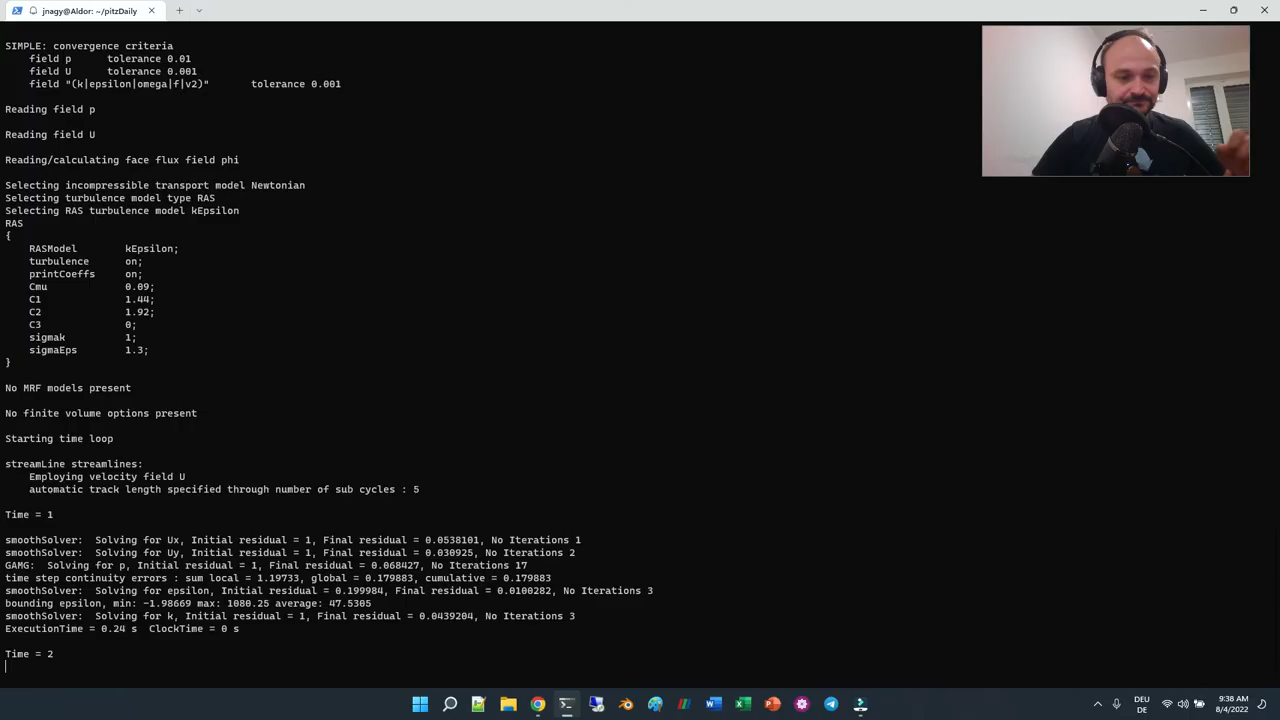 jnagy@Aldor: ~/pitzDaily
SIMPLE: convergence criteria
field p tolerance 0.01
field U tolerance 0.001
field "(k|epsilon|omega|f|v2)" tolerance 0.001
Reading field p
Reading field U
Reading/calculating face flux field phi
Selecting incompressible transport model Newtonian
Selecting turbulence model type RAS
Selecting RAS turbulence model kEpsilon
RAS
{
RASModel kEpsilon;
turbulence on;
printCoeffs on;
Cmu 0.09;
C1 1.44;
C2 1.92;
C3 0;
sigmak 1;
sigmaEps 1.3;
}
No MRF models present
No finite volume options present
Starting time loop
streamLine streamlines:
Employing velocity field U
automatic track length specified through number of sub cycles : 5
Time = 1
smoothSolver: Solving for Ux, Initial residual = 1, Final residual = 0.0538101, No Iterations 1
smoothSolver: Solving for Uy, Initial residual = 1, Final residual = 0.030925, No Iterations 2
GAMG: Solving for p, Initial residual = 1, Final residual = 0.068427, No Iterations 17
time step continuity errors : sum local = 1.19733, global = 0.179883, cumulative = 0.179883
smoothSolver: Solving for epsilon, Initial residual = 0.199984, Final residual = 0.0100282, No Iterations 3
bounding epsilon, min: -1.98669 max: 1080.25 average: 47.5305
smoothSolver: Solving for k, Initial residual = 1, Final residual = 0.0439204, No Iterations 3
ExecutionTime = 0.24 s ClockTime = 0 s
Time = 2
DEU
DE
9:38 AM
8/4/2022